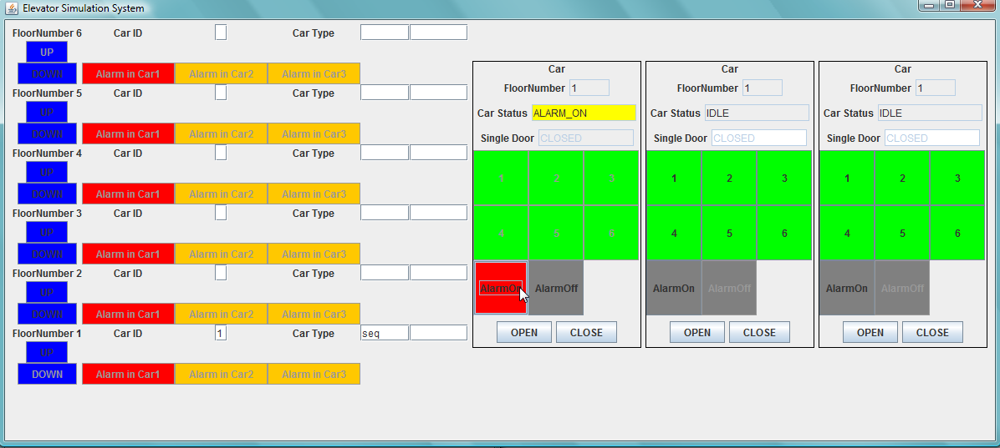 Elevator Simulation System
FloorNumber 6 Car ID Car Type
UP
DOWN Alarm in Car1 Alarm in Car2 Alarm in Car3
FloorNumber 5 Car ID Car Type
UP
DOWN Alarm in Car1 Alarm in Car2 Alarm in Car3
FloorNumber 4 Car ID Car Type
UP
DOWN Alarm in Car1 Alarm in Car2 Alarm in Car3
FloorNumber 3 Car ID Car Type
UP
DOWN Alarm in Car1 Alarm in Car2 Alarm in Car3
FloorNumber 2 Car ID Car Type
UP
DOWN Alarm in Car1 Alarm in Car2 Alarm in Car3
FloorNumber 1 Car ID 1 Car Type seq
UP
DOWN Alarm in Car1 Alarm in Car2 Alarm in Car3
Car
FloorNumber 1
Car Status ALARM_ON
Single Door CLOSED
1 2 3
4 5 6
AlarmOn AlarmOff
OPEN CLOSE
Car
FloorNumber 1
Car Status IDLE
Single Door CLOSED
1 2 3
4 5 6
AlarmOn AlarmOff
OPEN CLOSE
Car
FloorNumber 1
Car Status IDLE
Single Door CLOSED
1 2 3
4 5 6
AlarmOn AlarmOff
OPEN CLOSE